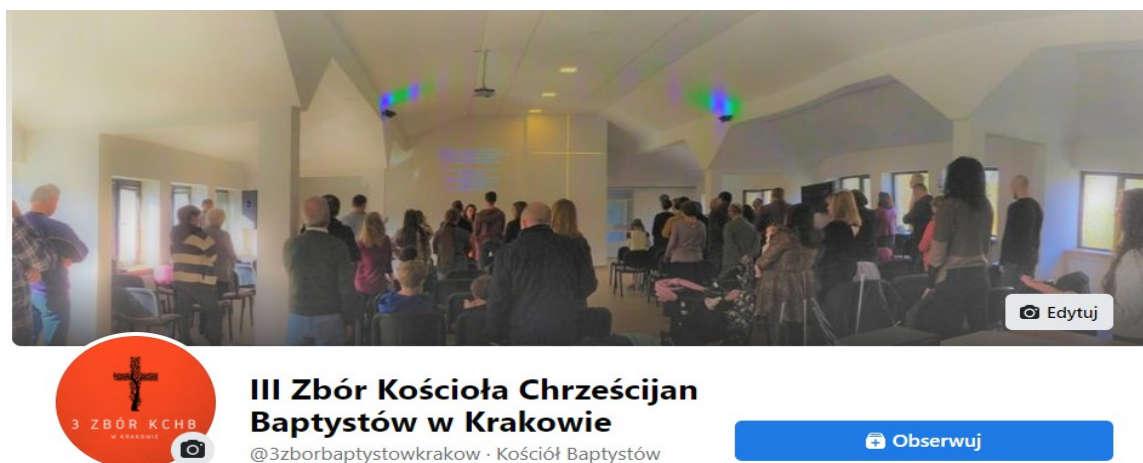 Edytuj
3 ZBÓR KCHB
W KRAKOWIE
III Zbór Kościoła Chrześcijan
Baptystów w Krakowie
@3zborbaptystowkrakow · Kościół Baptystów
Obserwuj